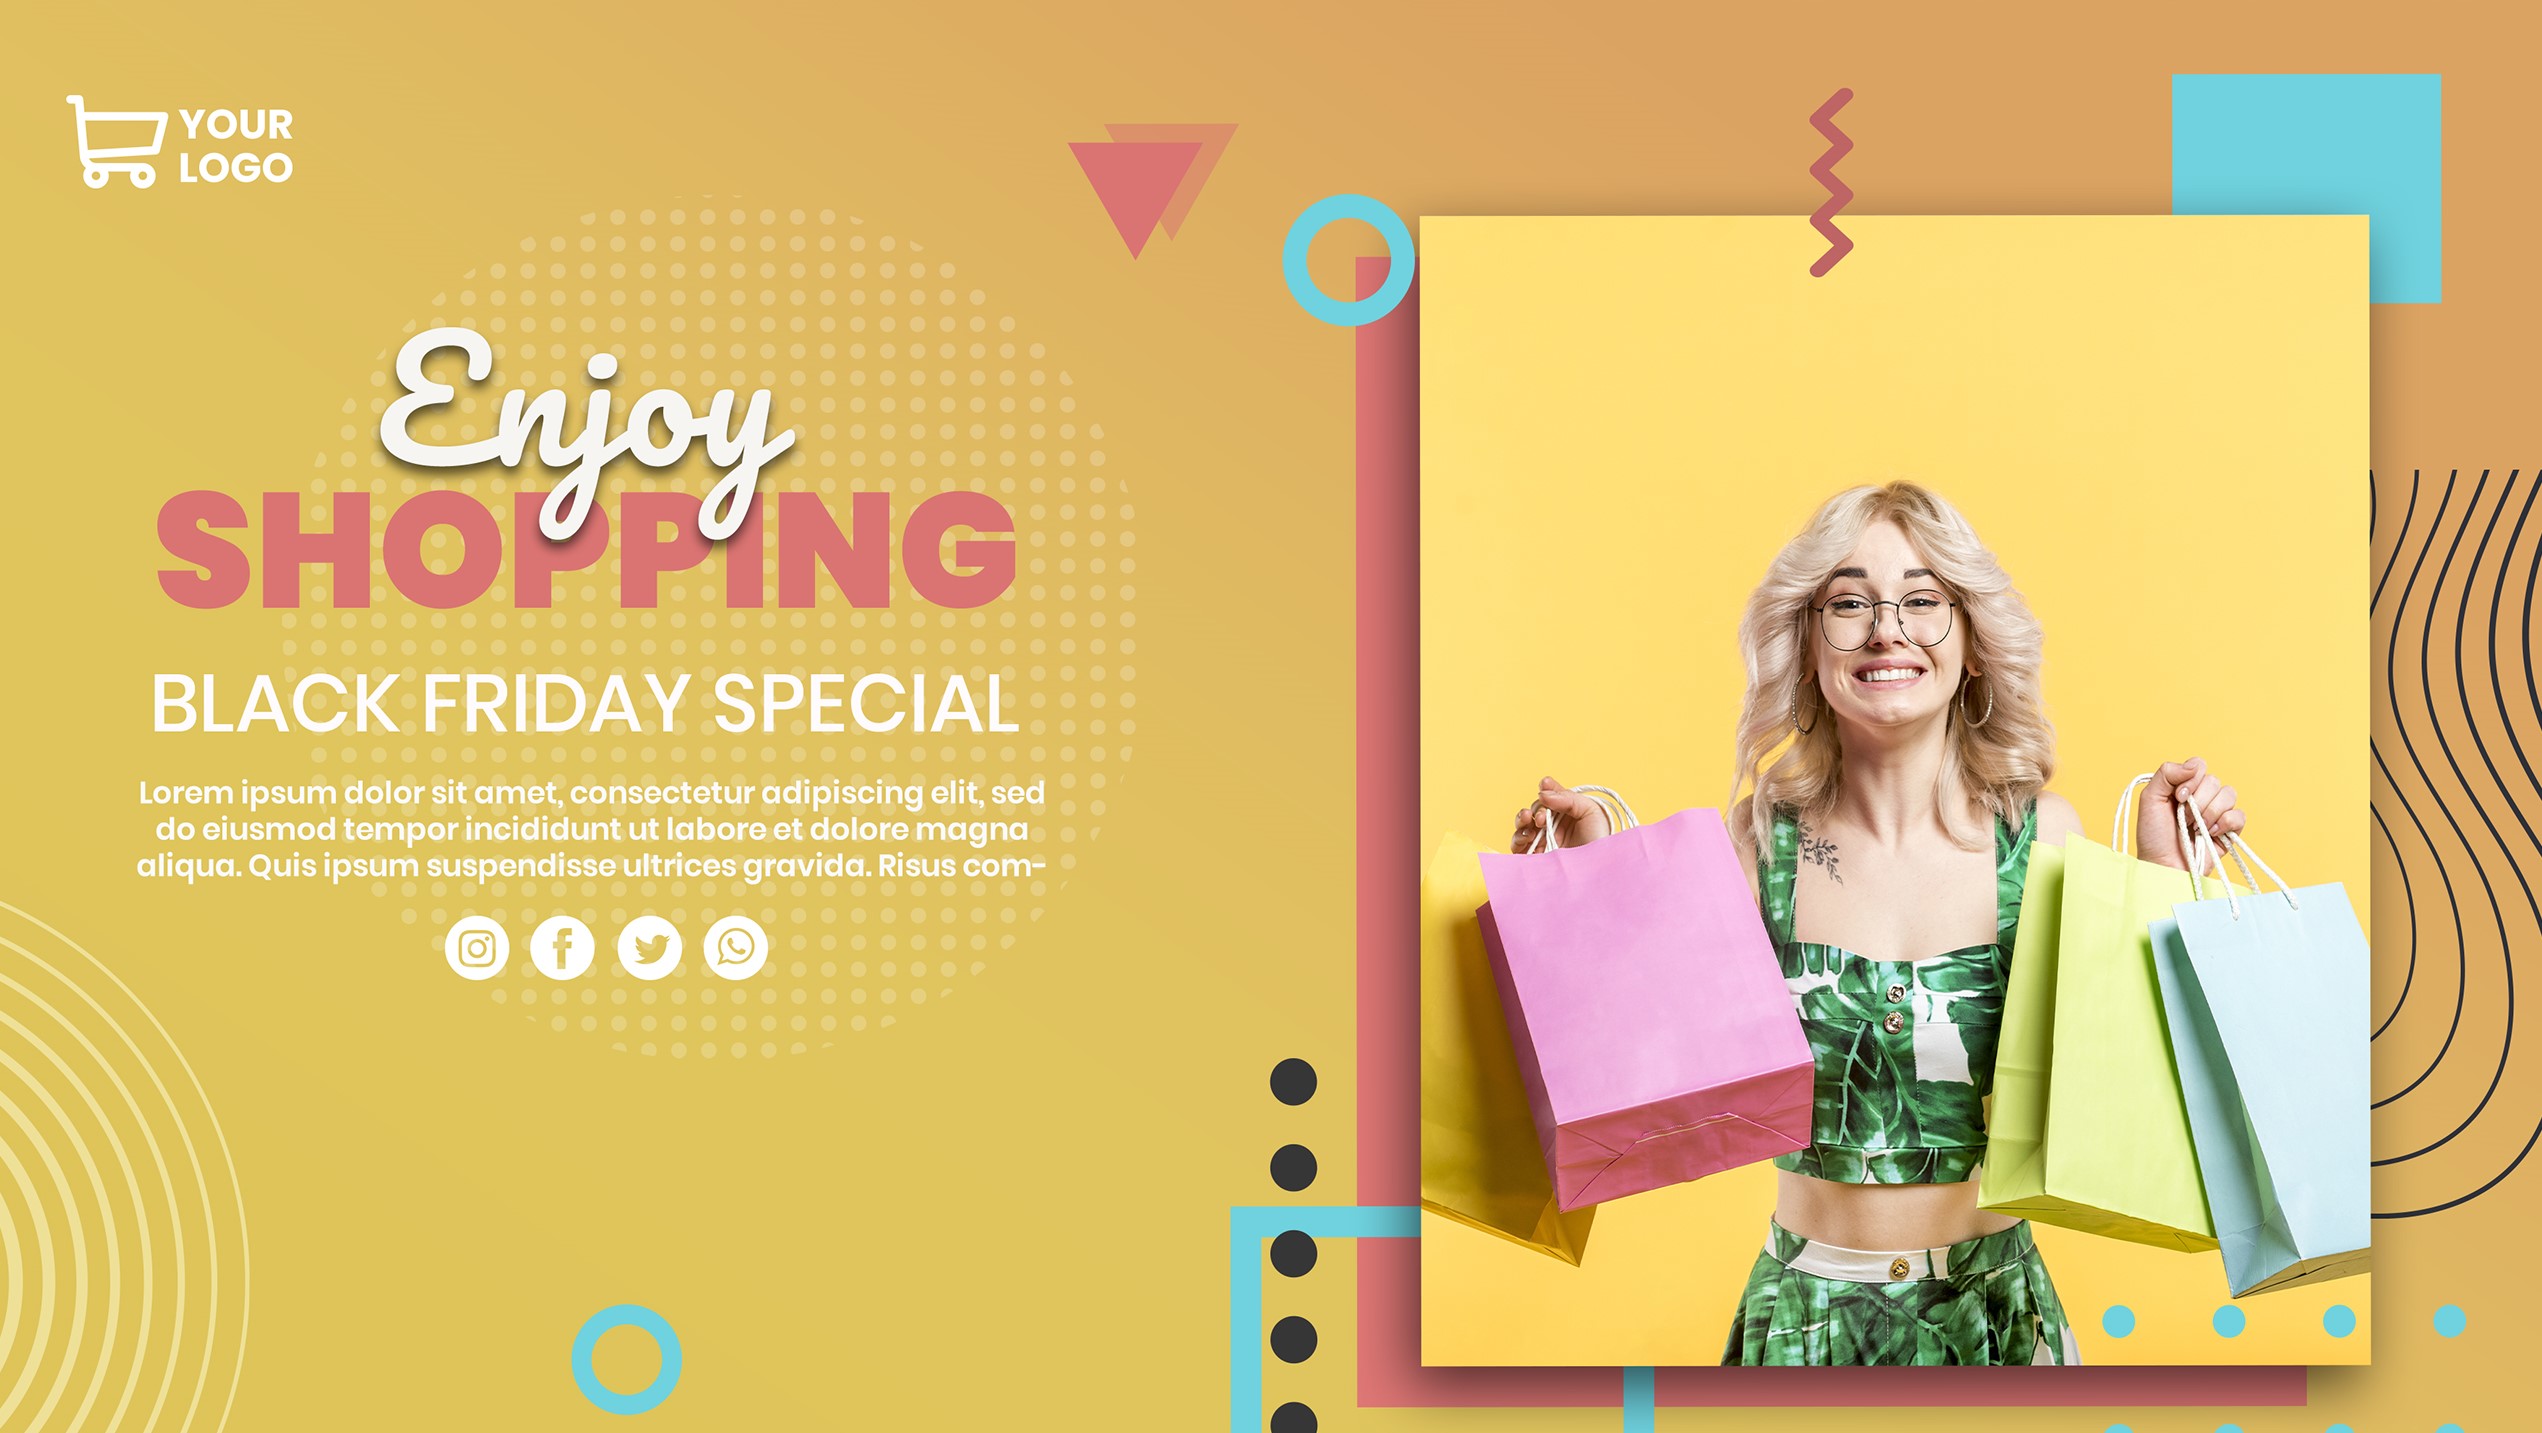 YOUR
LOGO
Enjoy
SHOPPING
BLACK FRIDAY SPECIAL
Lorem ipsum dolor sit amet, consectetur adipiscing elit, sed
do eiusmod tempor incididunt ut labore et dolore magna
aliqua. Quis ipsum suspendisse ultrices gravida. Risus com-